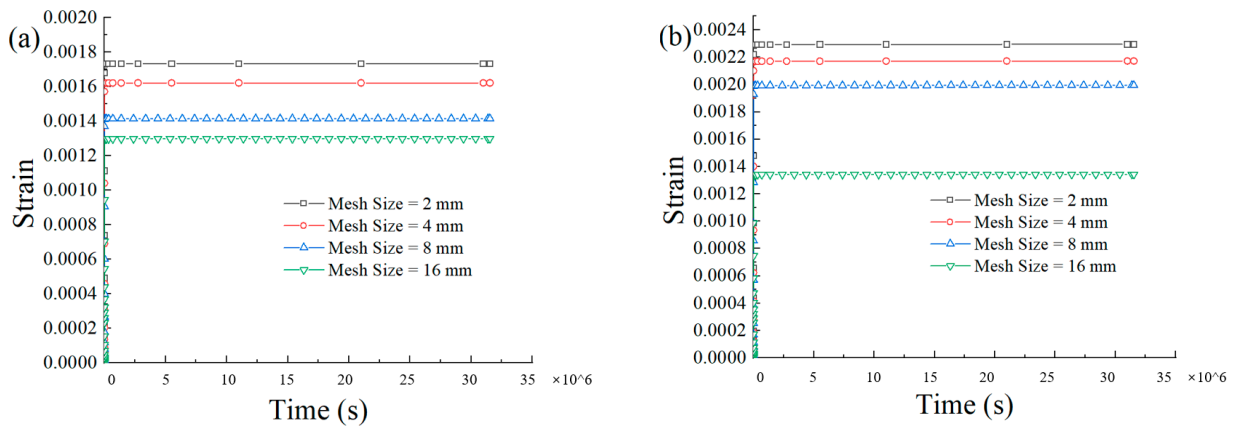 (a)
Strain
0.0020
0.0018
0.0016
0.0014
0.0012
0.0010
0.0008
0.0006
0.0004
0.0002
0.0000
Mesh Size = 2 mm
Mesh Size = 4 mm
Mesh Size = 8 mm
Mesh Size = 16 mm
0 5 10 15 20 25 30 35 ×10^6
Time (s)
(b)
Strain
0.0024
0.0022
0.0020
0.0018
0.0016
0.0014
0.0012
0.0010
0.0008
0.0006
0.0004
0.0002
0.0000
Mesh Size = 2 mm
Mesh Size = 4 mm
Mesh Size = 8 mm
Mesh Size = 16 mm
0 5 10 15 20 25 30 35 ×10^6
Time (s)